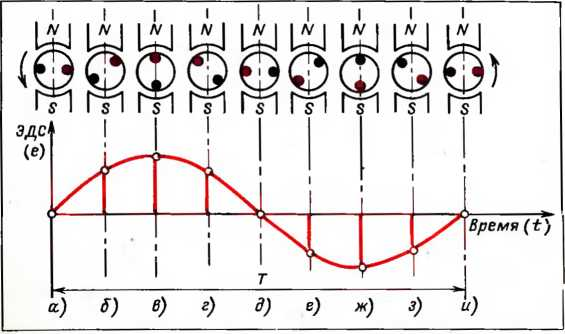 N N N N N N N N N
S S S S S S S S S
ЭДС
(е)
Время (t)
T
а) б) в) г) д) е) ж) з) и)